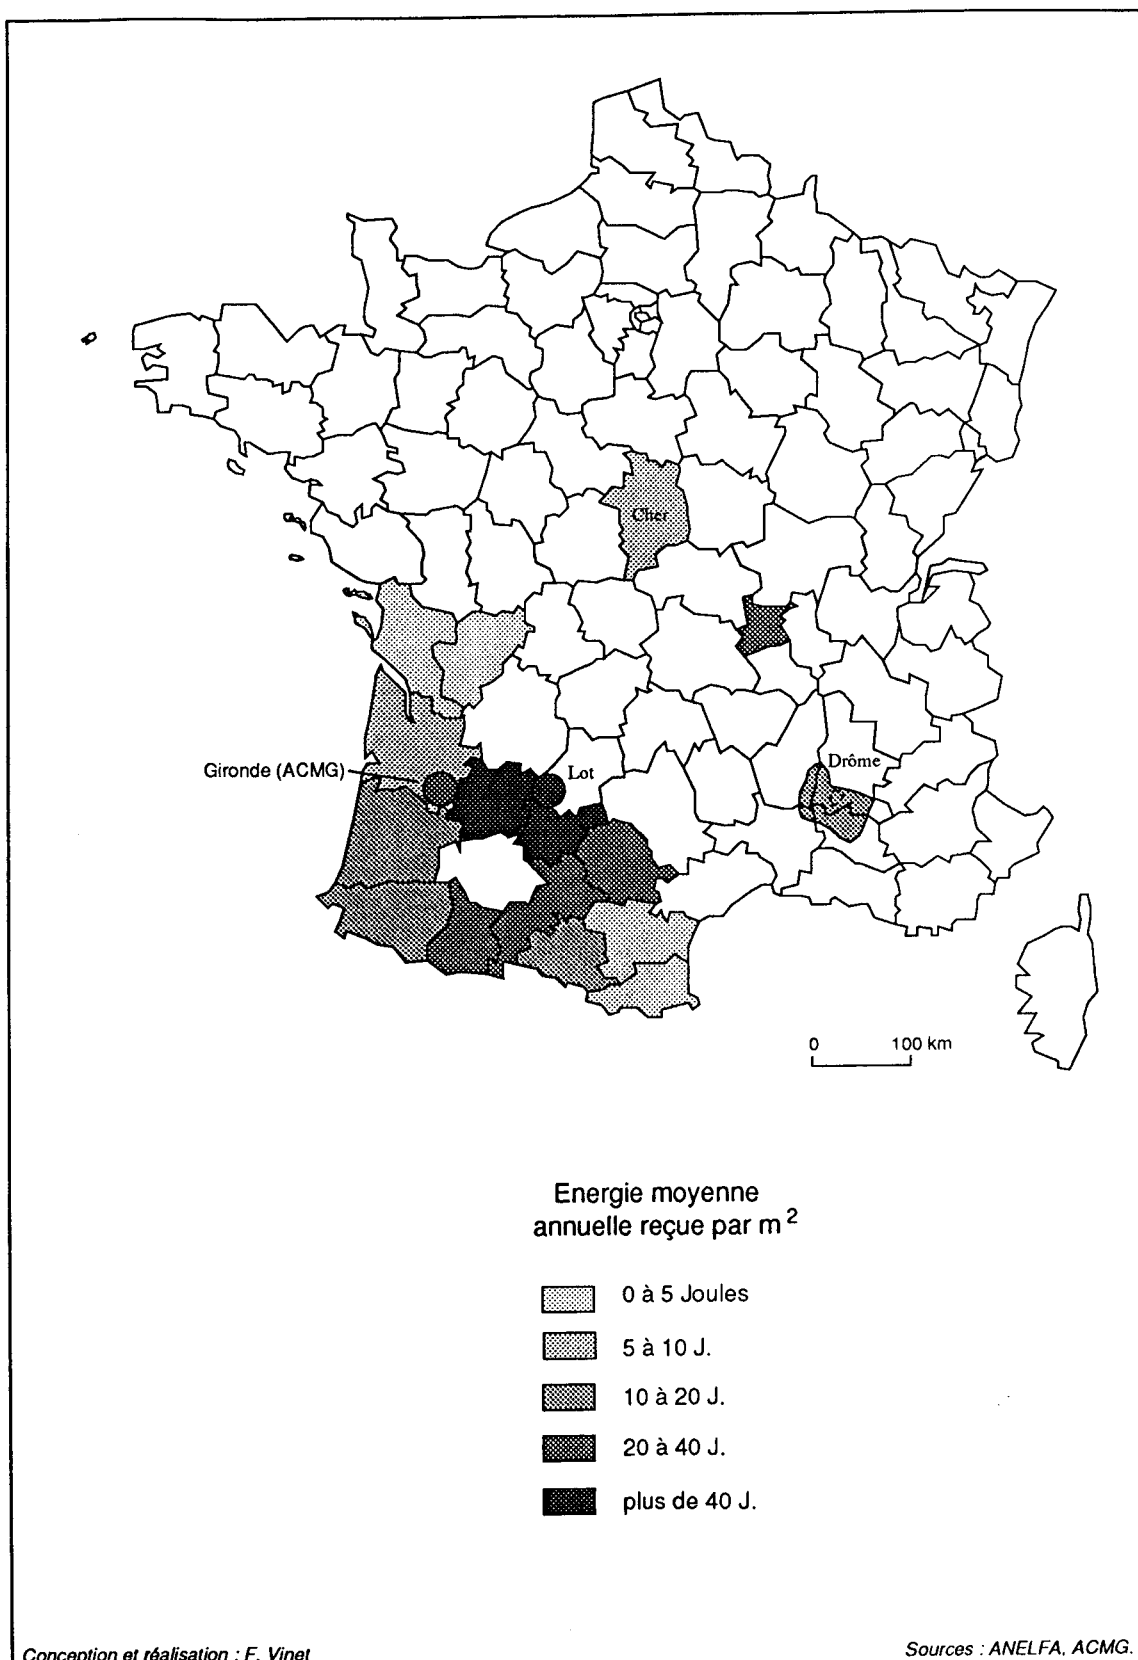 Cher
Gironde (ACMG)
Lot
Drôme
0 100 km
Energie moyenne
annuelle reçue par m²
0 à 5 Joules
5 à 10 J.
10 à 20 J.
20 à 40 J.
plus de 40 J.
Conception et réalisation : F. Vinet
Sources : ANELFA, ACMG.